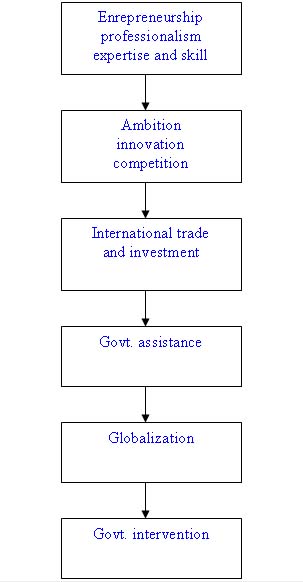 Enrepreneurship
professionalism
expertise and skill
Ambition
innovation
competition
International trade
and investment
Govt. assistance
Globalization
Govt. intervention